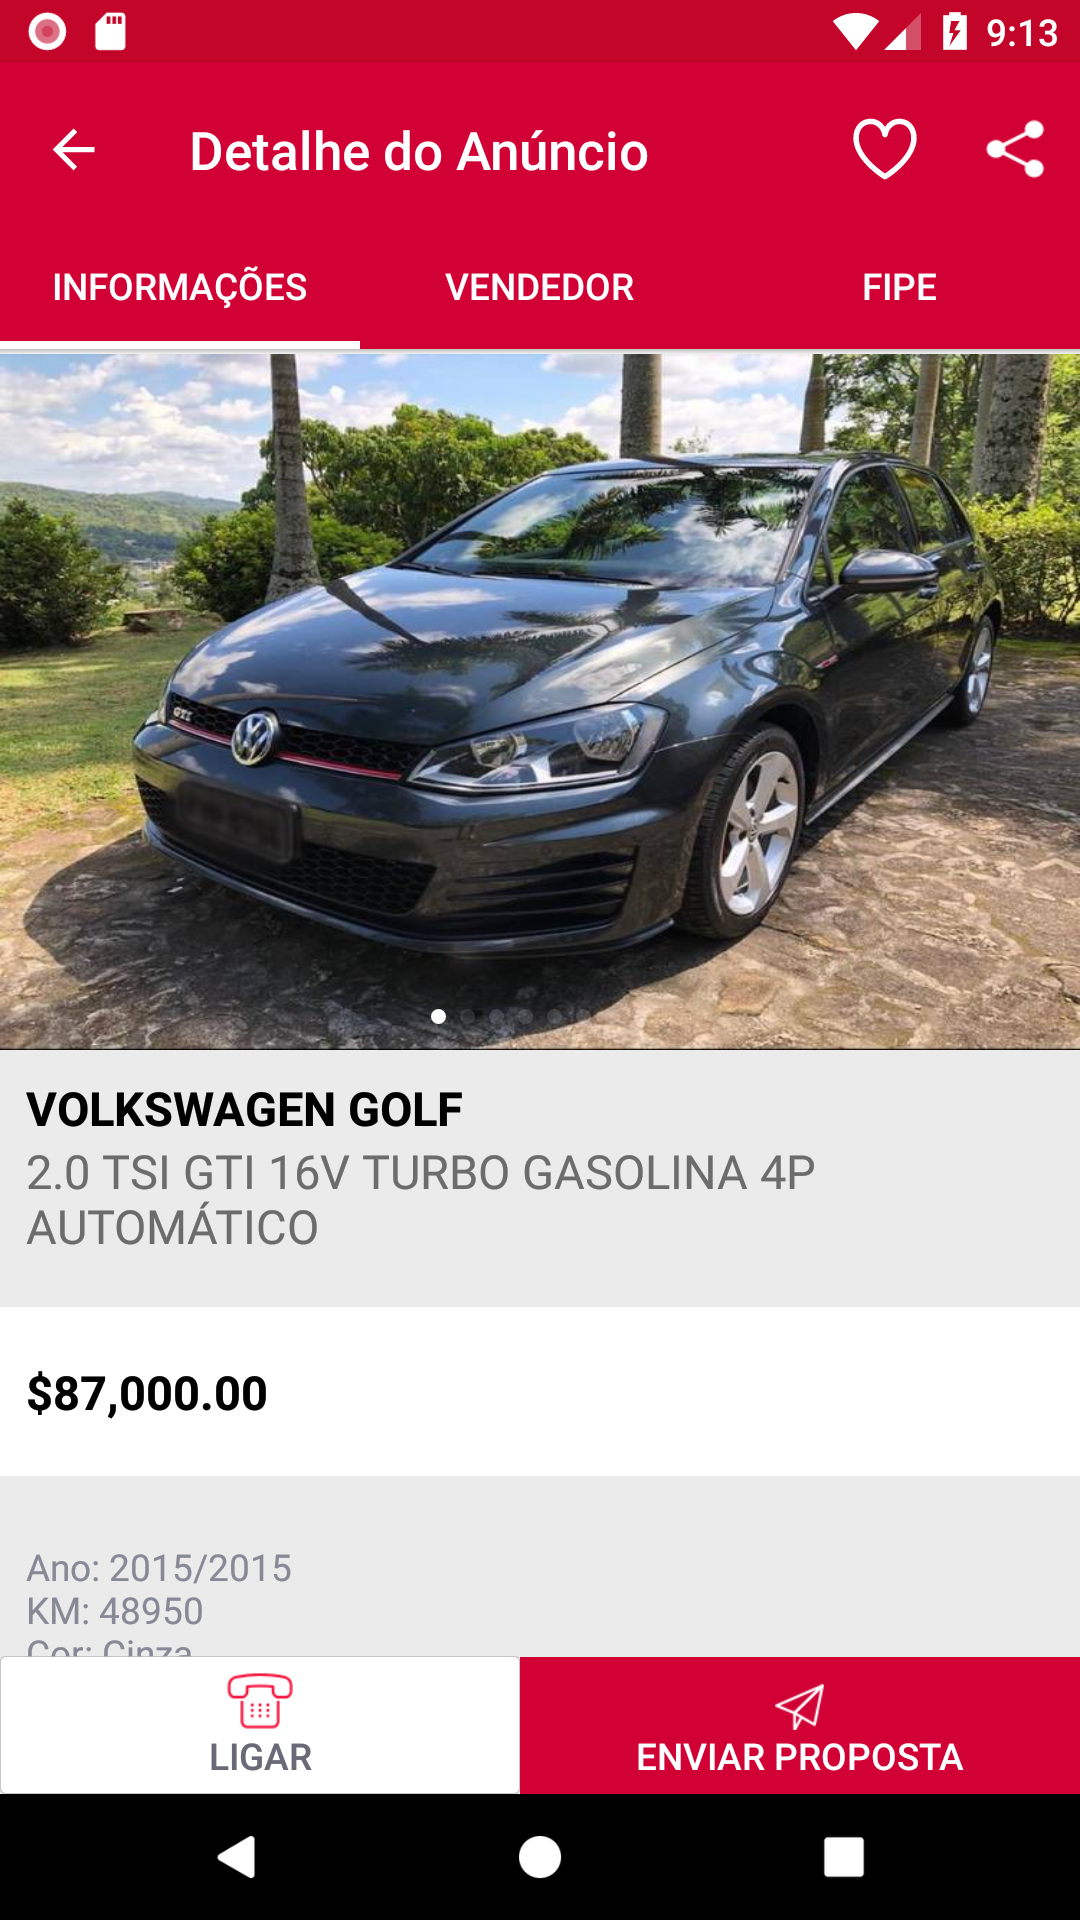 9:13
Detalhe do Anúncio
INFORMAÇÕES
VENDEDOR
FIPE
GTI
VOLKSWAGEN GOLF
2.0 TSI GTI 16V TURBO GASOLINA 4P
AUTOMÁTICO
$87,000.00
Ano: 2015/2015
KM: 48950
Cor: Cinza
LIGAR
ENVIAR PROPOSTA